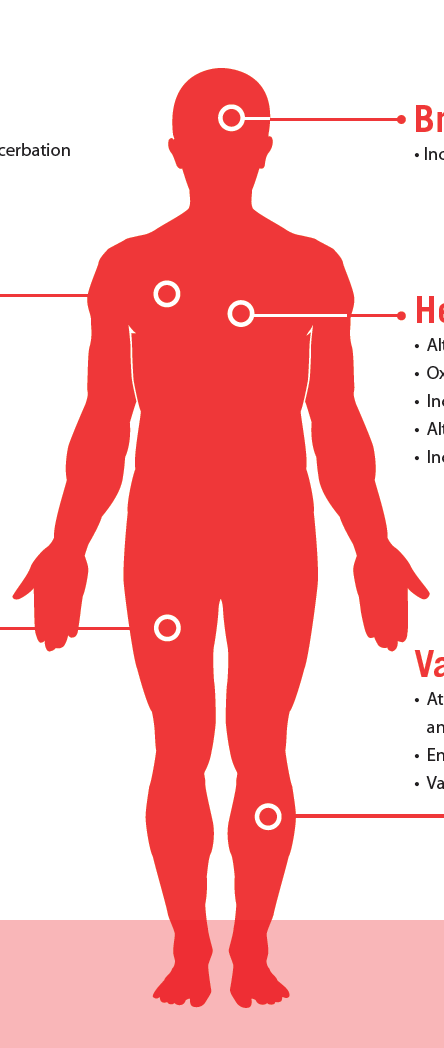 cerbation
Br
• Inc
He
• Alt
• Ox
• Inc
• Alt
• Inc
Va
• At
an
• En
• Va